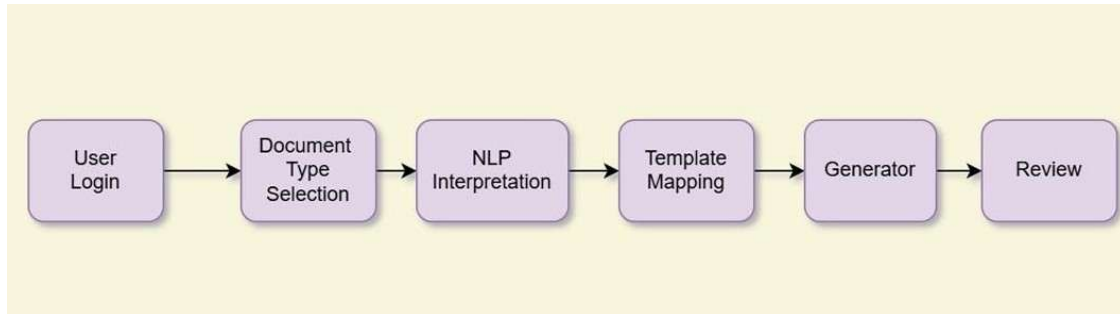 User
Login
Document
Type
Selection
NLP
Interpretation
Template
Mapping
Generator
Review